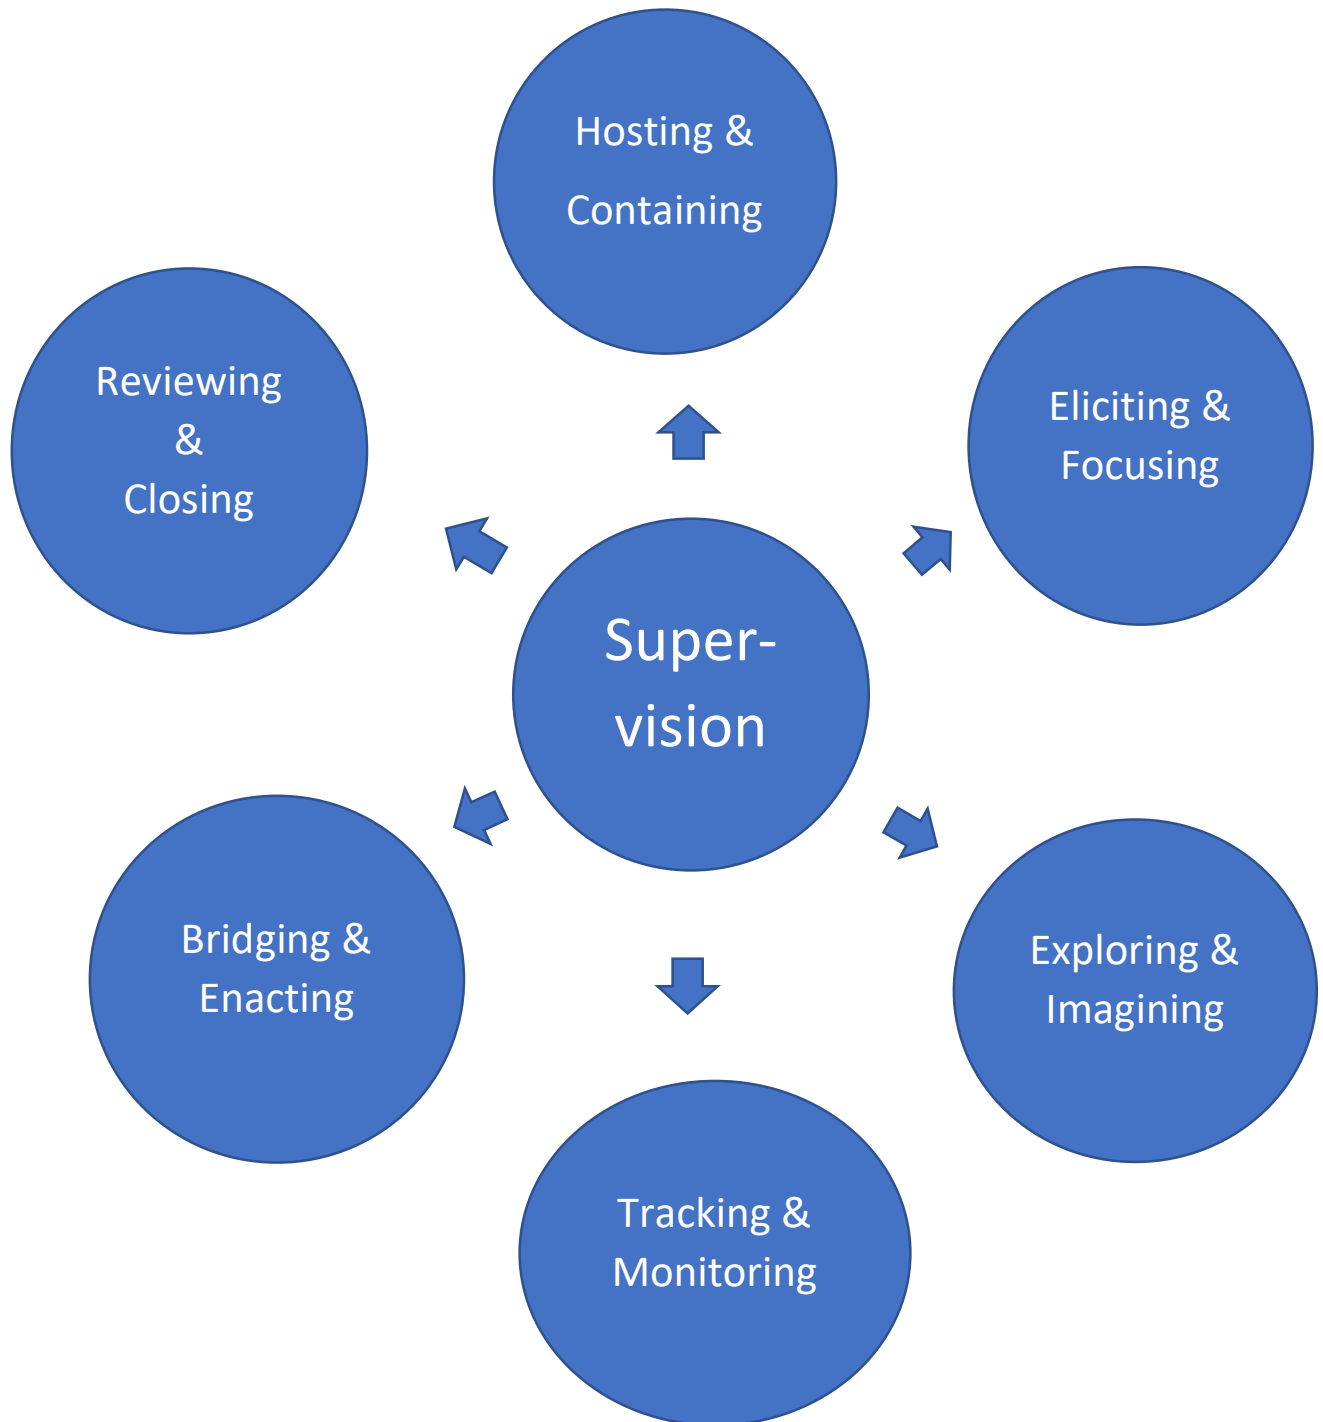 Hosting &
Containing
Eliciting &
Focusing
Exploring &
Imagining
Tracking &
Monitoring
Bridging &
Enacting
Reviewing
&
Closing
Super-
vision